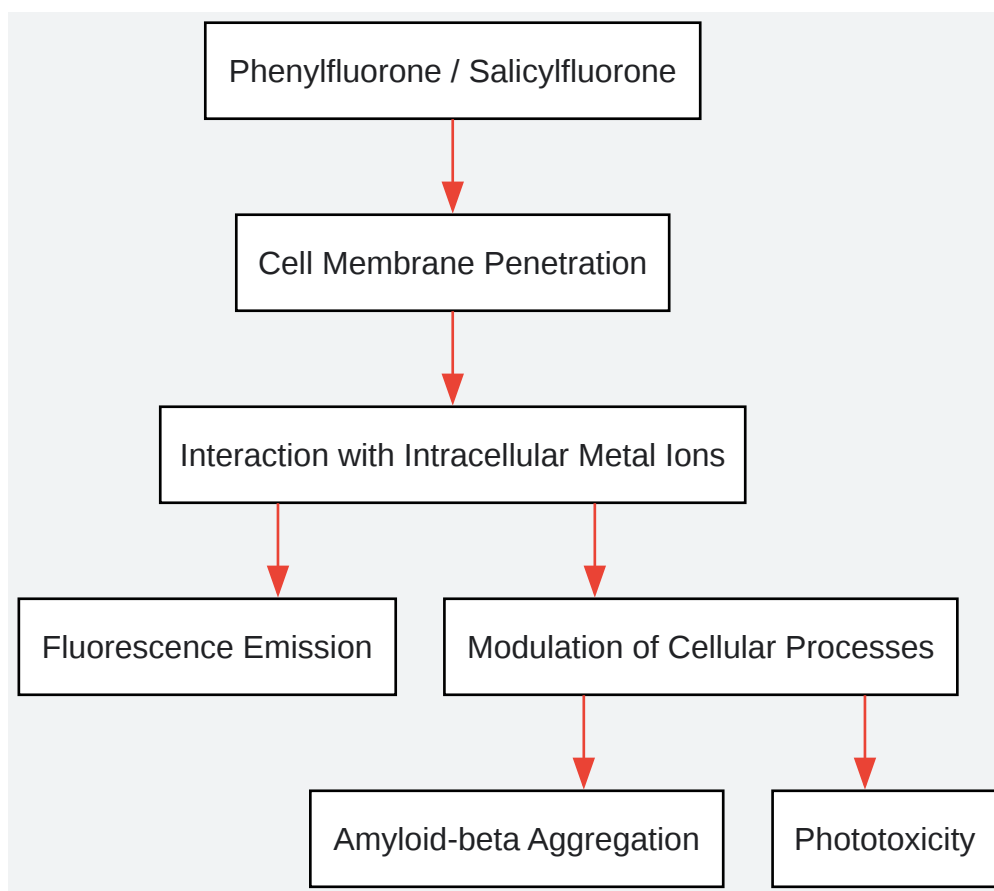 Phenylfluorone / Salicylfluorone
Cell Membrane Penetration
Interaction with Intracellular Metal Ions
Fluorescence Emission
Modulation of Cellular Processes
Amyloid-beta Aggregation
Phototoxicity